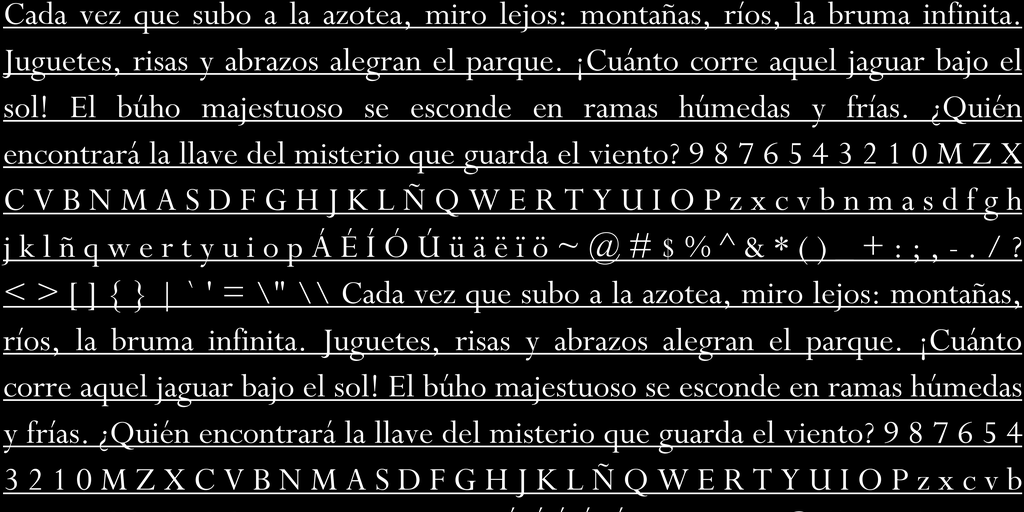 Cada vez que subo a la azotea, miro lejos: montañas, ríos, la bruma infinita.
Juguetes, risas y abrazos alegran el parque. ¡Cuánto corre aquel jaguar bajo el
sol! El búho majestuoso se esconde en ramas húmedas y frías. ¿Quién
encontrará la llave del misterio que guarda el viento? 9 8 7 6 5 4 3 2 1 0 M Z X
C V B N M A S D F G H J K L Ñ Q W E R T Y U I O P z x c v b n m a s d f g h
j k l ñ q w e r t y u i o p Á É Í Ó Ú ü ä ë ï ö ~ @ # $ % ^ & * ( ) + : ; , - . / ?
< > [ ] { } | ` ' = \" \\ Cada vez que subo a la azotea, miro lejos: montañas,
ríos, la bruma infinita. Juguetes, risas y abrazos alegran el parque. ¡Cuánto
corre aquel jaguar bajo el sol! El búho majestuoso se esconde en ramas húmedas
y frías. ¿Quién encontrará la llave del misterio que guarda el viento? 9 8 7 6 5 4
3 2 1 0 M Z X C V B N M A S D F G H J K L Ñ Q W E R T Y U I O P z x c v b